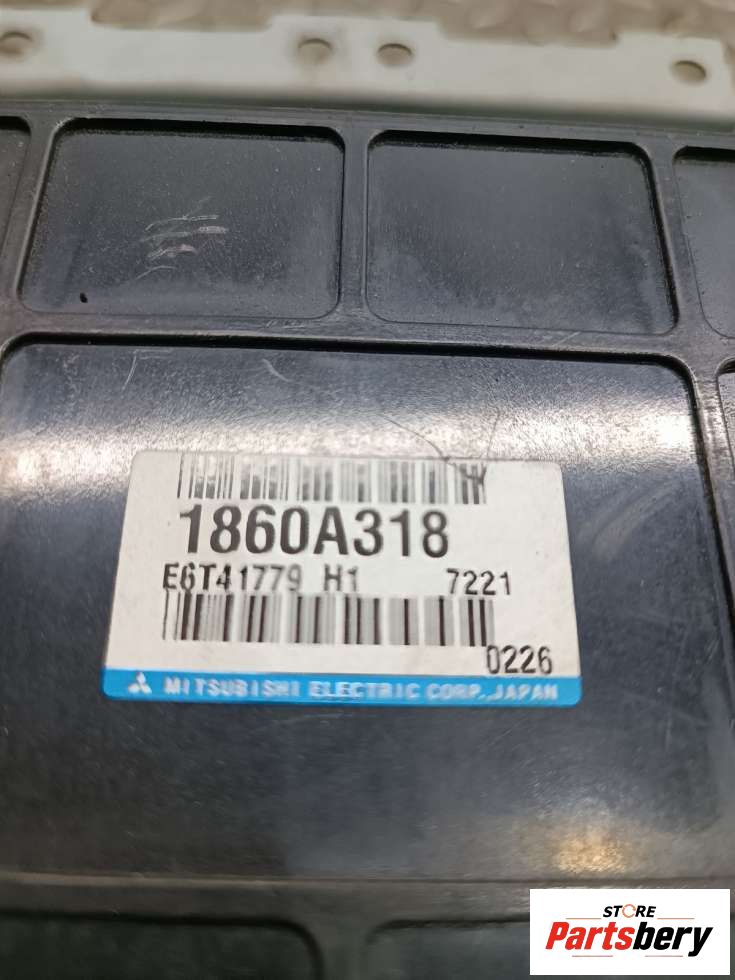 1860A318
E6T41779 H1 7221
0226
MITSUBISHI ELECTRIC CORP., JAPAN
STORE
Partsbery